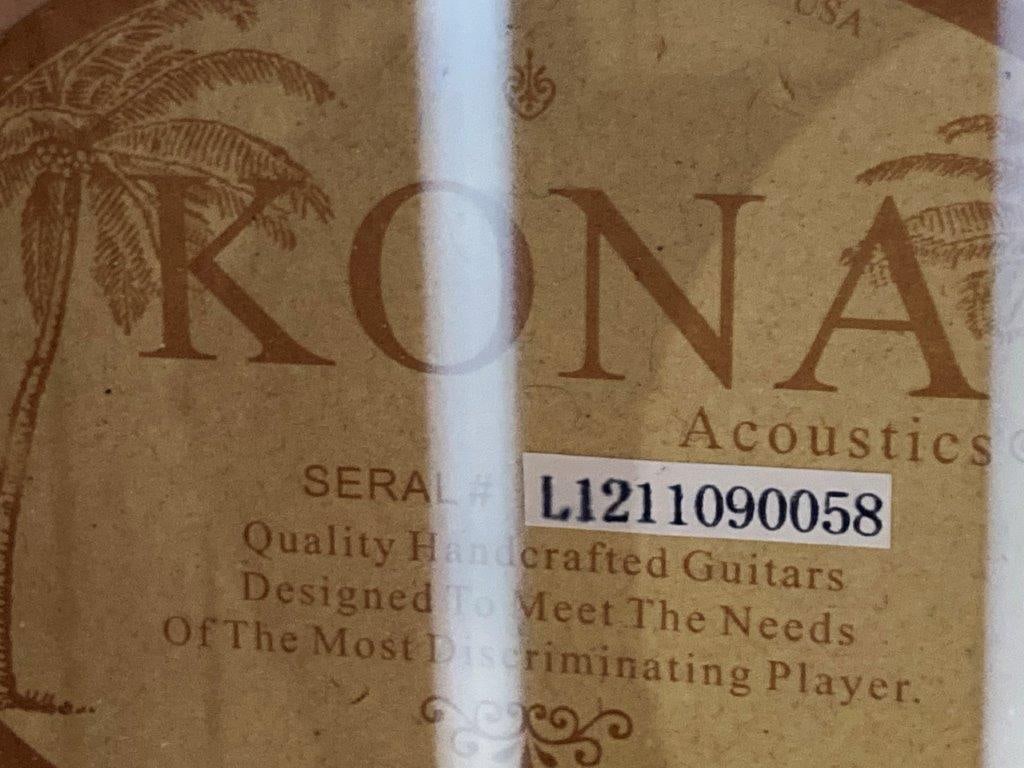 USA
KONA
Acoustics
SERAL # L1211090058
Quality Handcrafted Guitars
Designed To Meet The Needs
Of The Most Discriminating Player.